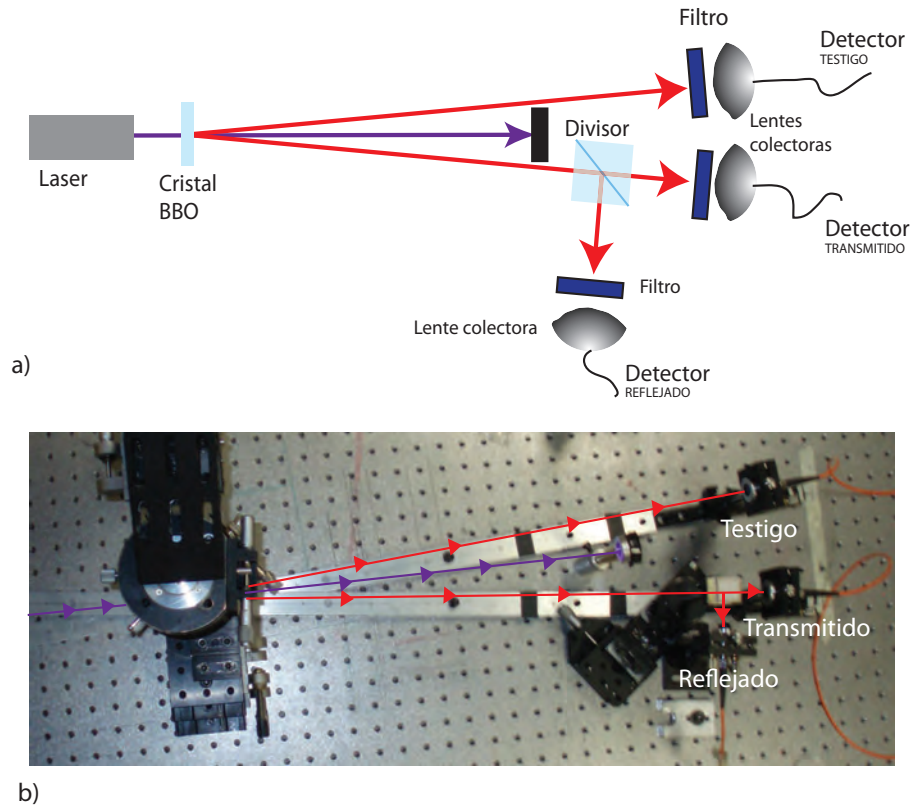 Filtro
Detector
TESTIGO
Lentes
colectoras
Divisor
Laser
Cristal
BBO
Detector
TRANSMITIDO
Filtro
Lente colectora
Detector
REFLEJADO
a)
Testigo
Transmitido
Reflejado
b)